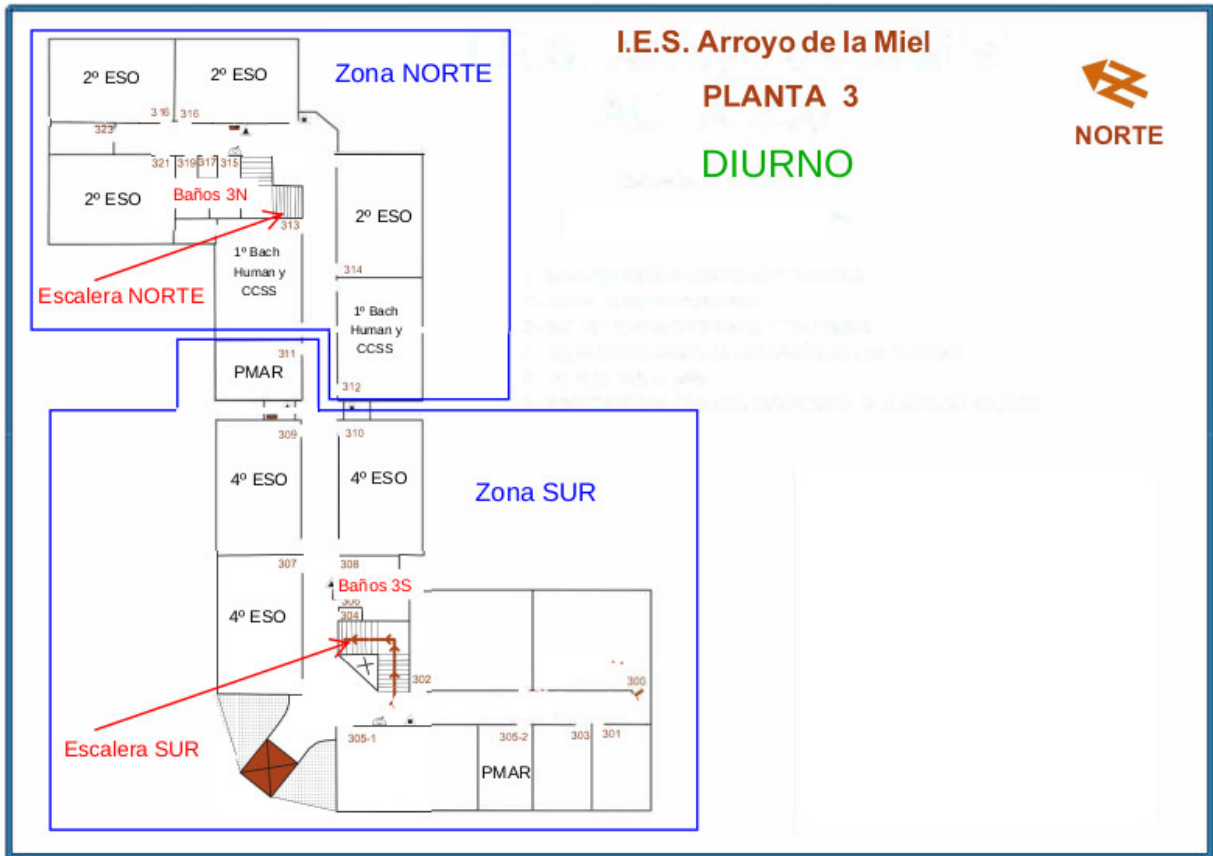 I.E.S. Arroyo de la Miel
PLANTA 3
DIURNO
NORTE
Zona NORTE
2º ESO
2º ESO
316
316
323
321
319
317
315
2º ESO
Baños 3N
313
2º ESO
1º Bach
Human y
CCSS
314
Escalera NORTE
1º Bach
Human y
CCSS
311
PMAR
312
309
310
4º ESO
4º ESO
Zona SUR
307
308
Baños 3S
306
304
4º ESO
302
300
Escalera SUR
305-1
305-2
303
301
PMAR